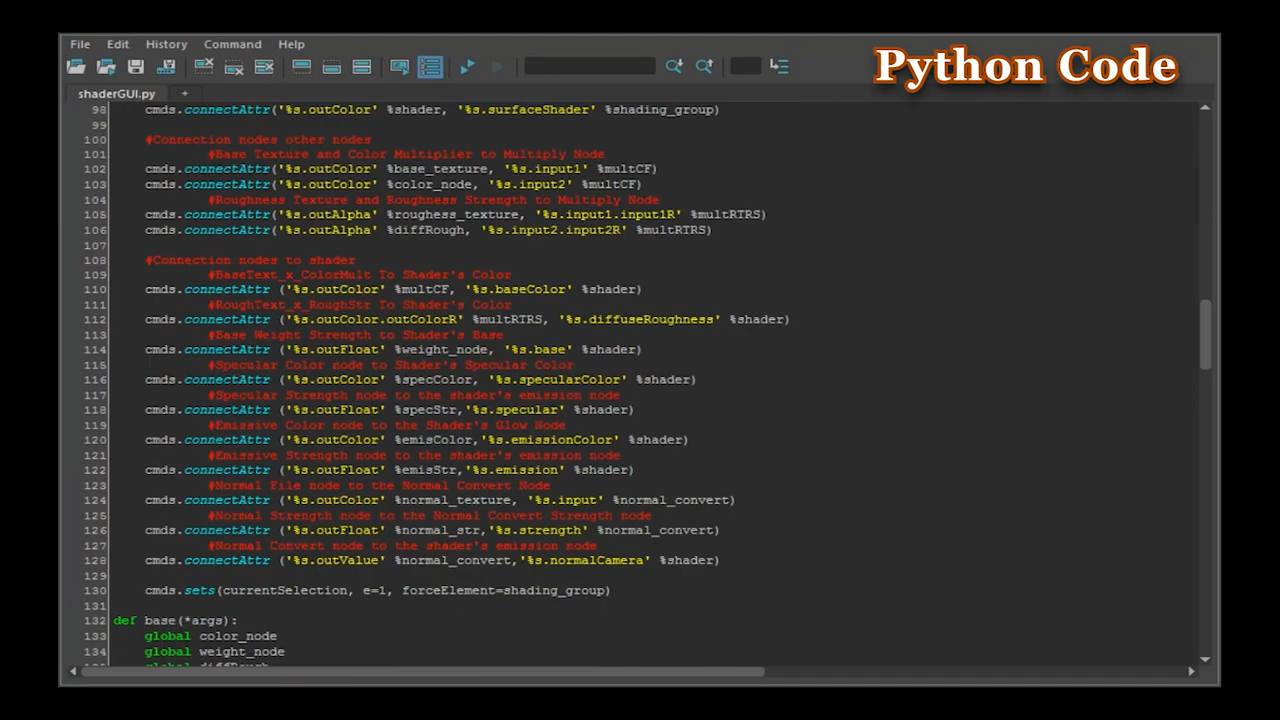 File Edit History Command Help
Python Code
shaderGUI.py +
98 cmds.connectAttr('%s.outColor' %shader, '%s.surfaceShader' %shading_group)
99
100 #Connection nodes other nodes
101 #Base Texture and Color Multiplier to Multiply Node
102 cmds.connectAttr('%s.outColor' %base_texture, '%s.input1' %multCF)
103 cmds.connectAttr('%s.outColor' %color_node, '%s.input2' %multCF)
104 #Roughness Texture and Roughness Strength to Multiply Node
105 cmds.connectAttr('%s.outAlpha' %roughess_texture, '%s.input1.input1R' %multRTRS)
106 cmds.connectAttr('%s.outAlpha' %diffRough, '%s.input2.input2R' %multRTRS)
107
108 #Connection nodes to shader
109 #BaseText_x_ColorMult To Shader's Color
110 cmds.connectAttr ('%s.outColor' %multCF, '%s.baseColor' %shader)
111 #RoughText_x_RoughStr To Shader's Color
112 cmds.connectAttr ('%s.outColor.outColorR' %multRTRS, '%s.diffuseRoughness' %shader)
113 #Base Weight Strength to Shader's Base
114 cmds.connectAttr ('%s.outFloat' %weight_node, '%s.base' %shader)
115 #Specular Color node to Shader's Specular Color
116 cmds.connectAttr ('%s.outColor' %specColor, '%s.specularColor' %shader)
117 #Specular Strength node to the shader's emission node
118 cmds.connectAttr ('%s.outFloat' %specStr,'%s.specular' %shader)
119 #Emissive Color node to the Shader's Glow Node
120 cmds.connectAttr ('%s.outColor' %emisColor,'%s.emissionColor' %shader)
121 #Emissive Strength node to the shader's emission node
122 cmds.connectAttr ('%s.outFloat' %emisStr,'%s.emission' %shader)
123 #Normal File node to the Normal Convert Node
124 cmds.connectAttr ('%s.outColor' %normal_texture, '%s.input' %normal_convert)
125 #Normal Strength node to the Normal Convert Strength node
126 cmds.connectAttr ('%s.outFloat' %normal_str,'%s.strength' %normal_convert)
127 #Normal Convert node to the shader's emission node
128 cmds.connectAttr ('%s.outValue' %normal_convert,'%s.normalCamera' %shader)
129
130 cmds.sets(currentSelection, e=1, forceElement=shading_group)
131
132 def base(*args):
133 global color_node
134 global weight_node
global diffRough